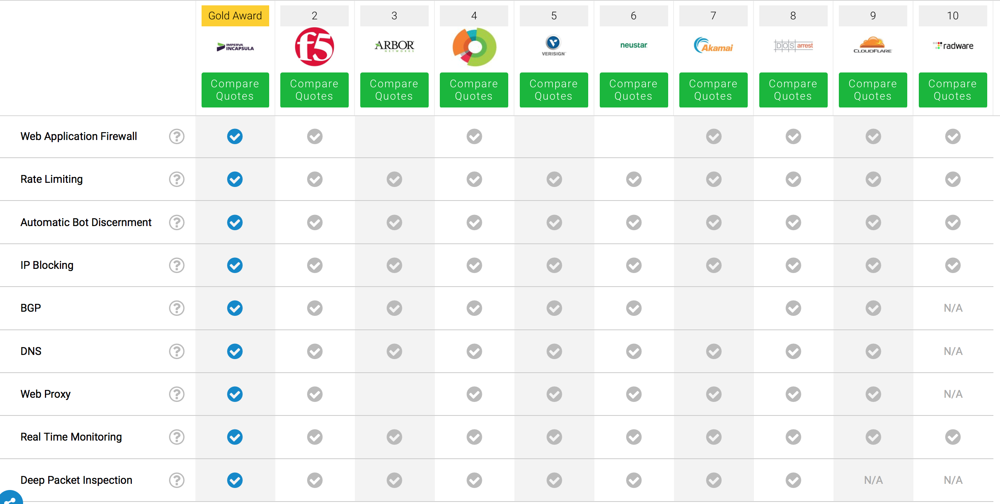 Gold Award 2 3 4 5 6 7 8 9 10
IMPERVA
INCAPSULA
f5
ARBOR
NETWORKS
VERISIGN
neustar
Akamai
DOS arrest
CLOUDFLARE
radware
Compare Quotes
Compare Quotes
Compare Quotes
Compare Quotes
Compare Quotes
Compare Quotes
Compare Quotes
Compare Quotes
Compare Quotes
Compare Quotes
Web Application Firewall ?
Rate Limiting ?
Automatic Bot Discernment ?
IP Blocking ?
BGP ? N/A
DNS ? N/A
Web Proxy ? N/A
Real Time Monitoring ?
Deep Packet Inspection ? N/A N/A